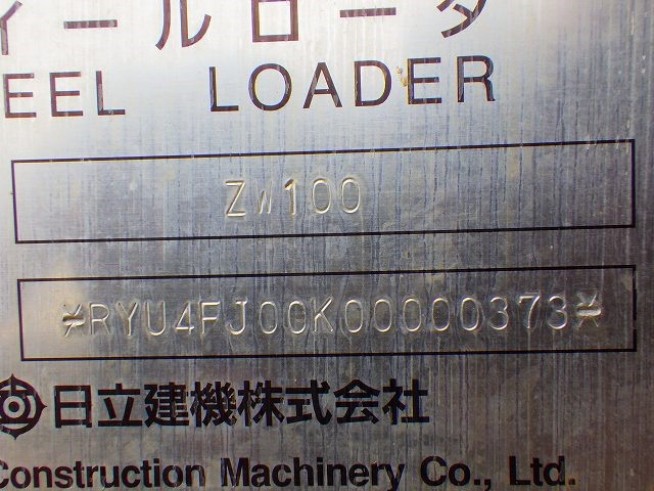 ィールローダ
EEL LOADER
ZW100
*RYU4FJ00K00000373*
日立建機株式会社
Construction Machinery Co., Ltd.